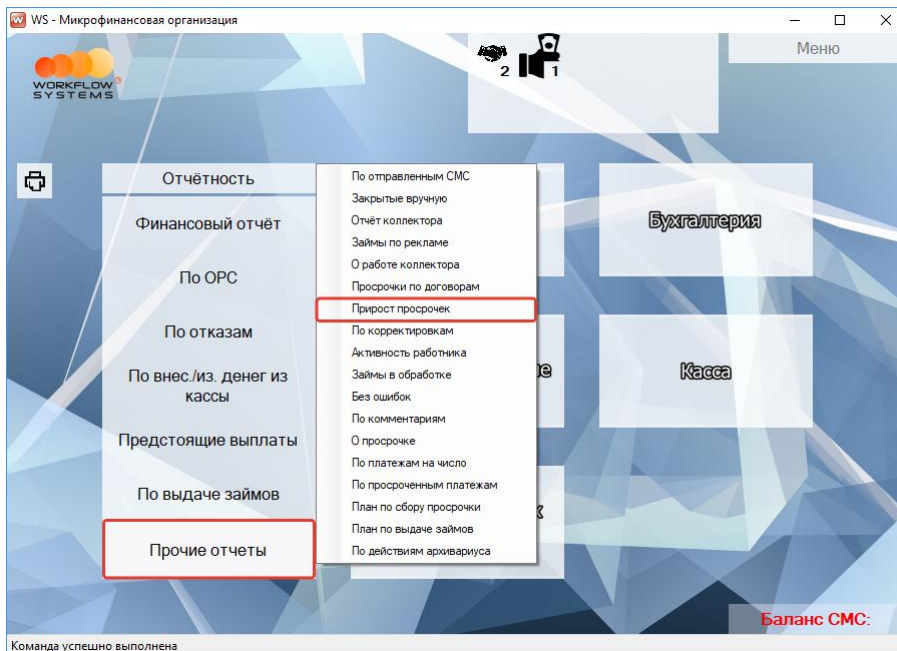 WS - Микрофинансовая организация
Меню
2 1
WORKFLOW
SYSTEMS
Отчётность
Финансовый отчёт
По ОРС
По отказам
По внес./из. денег из
кассы
Предстоящие выплаты
По выдаче займов
Прочие отчеты
По отправленным СМС
Закрытые вручную
Отчёт коллектора
Займы по рекламе
О работе коллектора
Просрочки по договорам
Прирост просрочек
По корректировкам
Активность работника
Займы в обработке
Без ошибок
По комментариям
О просрочке
По платежам на число
По просроченным платежам
План по сбору просрочки
План по выдаче займов
По действиям архивариуса
Бухгалтерия
Касса
Баланс СМС:
Команда успешно выполнена